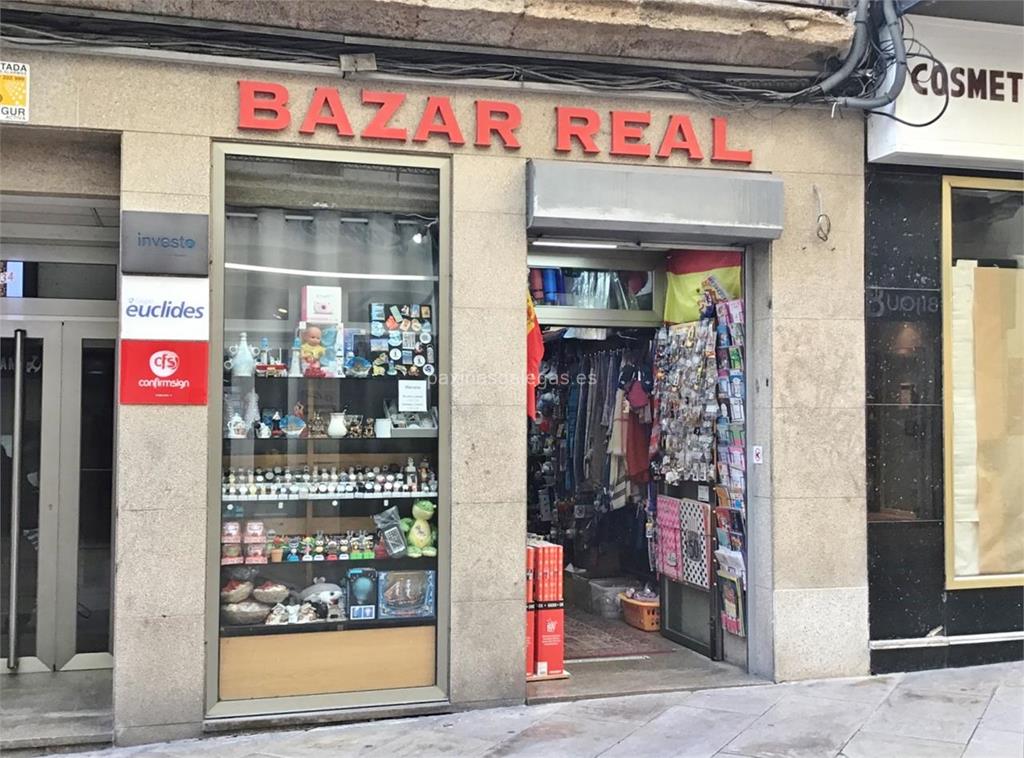 BAZAR REAL
COSMET
TADA
GUR
investo
euclides
cfs
confirmsign
paxinasgalegas.es